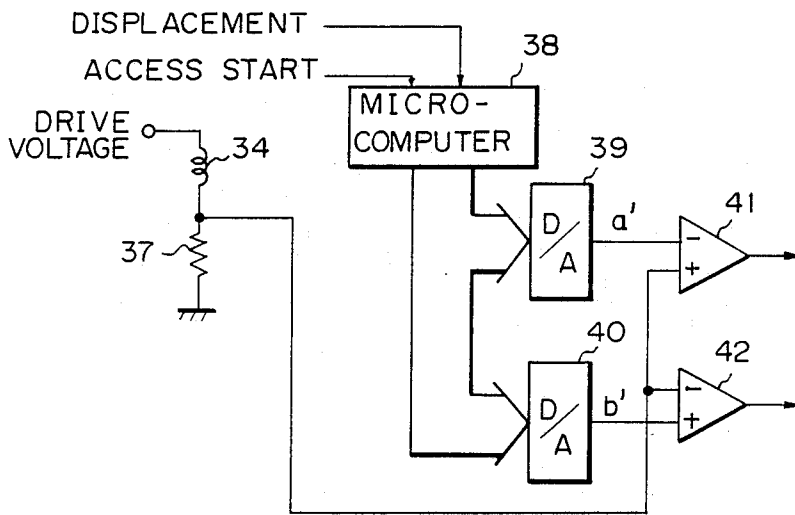 DISPLACEMENT
ACCESS START
38
MICRO-
COMPUTER
DRIVE
VOLTAGE
34
37
39
D/A
a'
41
-
+
40
D/A
b'
42
-
+